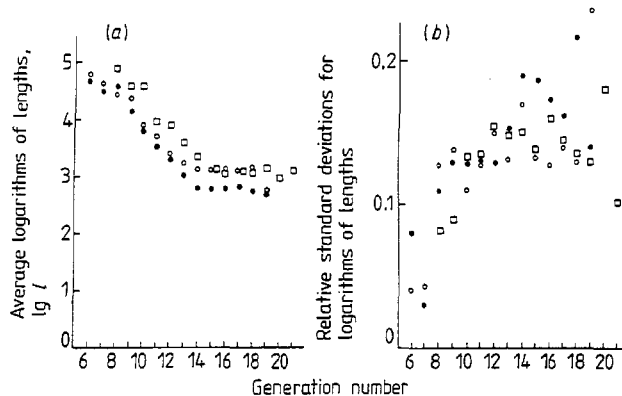 (a)
5
4
3
2
1
0
6 8 10 12 14 16 18 20
Average logarithms of lengths,
lg l
(b)
0,2
0.1
0
6 8 10 12 14 16 18 20
Relative standard deviations for
logarithms of lengths
Generation number